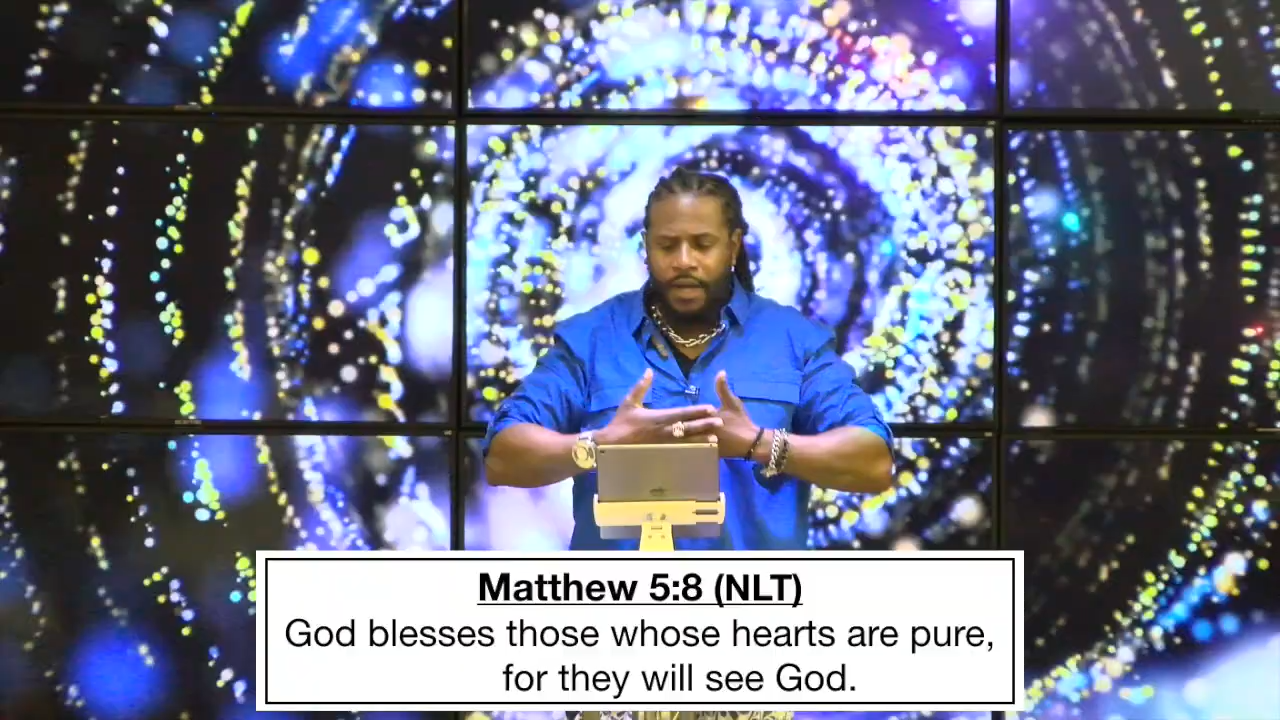 Matthew 5:8 (NLT)
God blesses those whose hearts are pure,
for they will see God.